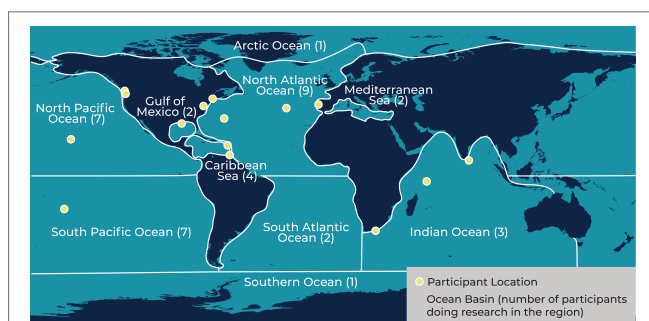 Arctic Ocean (1)
North Atlantic
Ocean (9)
Mediterranean
Sea (2)
North Pacific
Ocean (7)
Gulf of
Mexico (2)
Caribbean
Sea (4)
South Pacific Ocean (7)
South Atlantic
Ocean (2)
Indian Ocean (3)
Southern Ocean (1)
Participant Location
Ocean Basin (number of participants
doing research in the region)